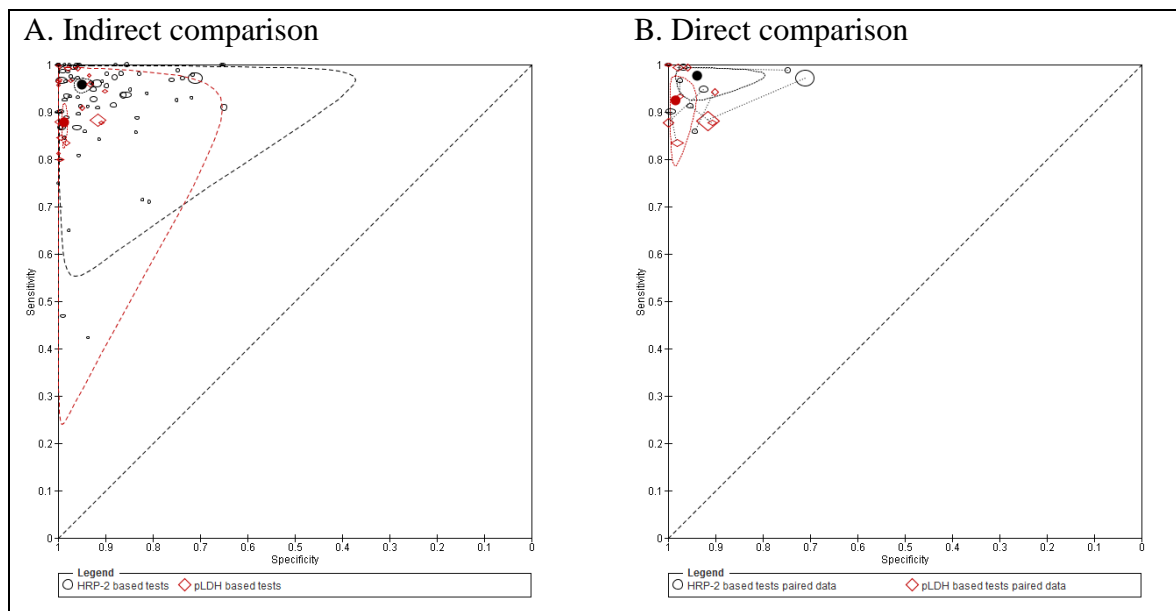 A. Indirect comparison
1
0.9
0.8
0.7
0.6
0.5
0.4
0.3
0.2
0.1
0
Sensitivity
1 0.9 0.8 0.7 0.6 0.5 0.4 0.3 0.2 0.1 0
Specificity
Legend
HRP-2 based tests pLDH based tests
B. Direct comparison
1
0.9
0.8
0.7
0.6
0.5
0.4
0.3
0.2
0.1
0
Sensitivity
1 0.9 0.8 0.7 0.6 0.5 0.4 0.3 0.2 0.1 0
Specificity
Legend
HRP-2 based tests paired data pLDH based tests paired data